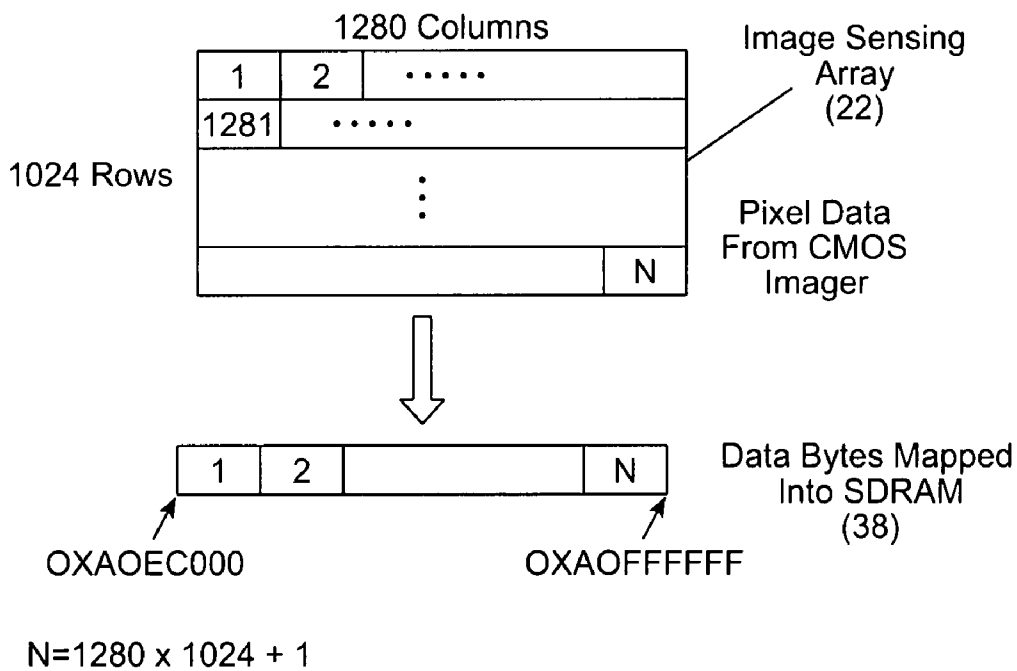 1280 Columns
1 2 .....
1281 .....
1024 Rows
N
Image Sensing
Array
(22)
Pixel Data
From CMOS
Imager
1 2 N
OXAOEC000
OXAOFFFFFF
Data Bytes Mapped
Into SDRAM
(38)
N=1280 x 1024 + 1